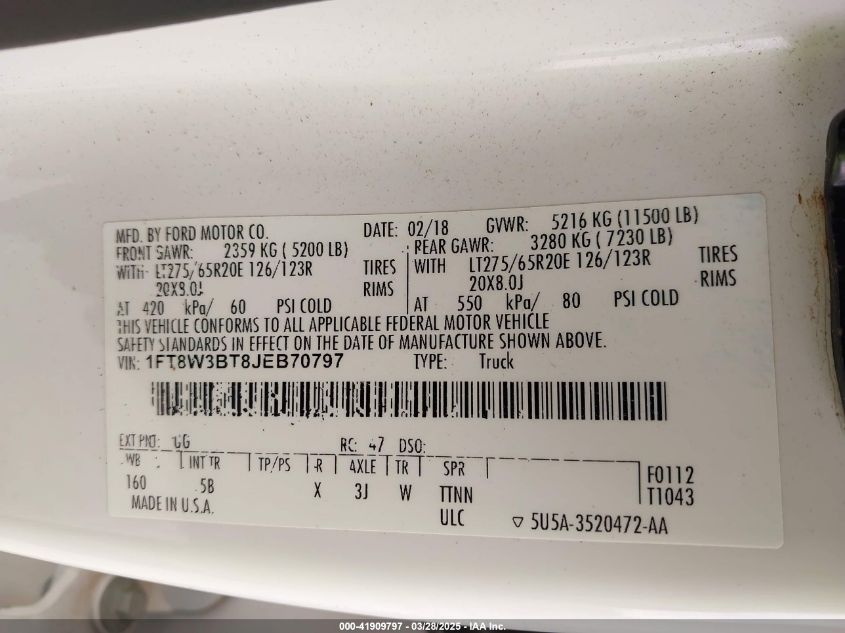 MFD. BY FORD MOTOR CO. DATE: 02/18 GVWR: 5216 KG (11500 LB)
FRONT GAWR: 2359 KG ( 5200 LB) REAR GAWR: 3280 KG ( 7230 LB)
WITH LT275/65R20E 126/123R TIRES WITH LT275/65R20E 126/123R TIRES
20X8.0J RIMS 20X8.0J RIMS
AT 420 kPa/ 60 PSI COLD AT 550 kPa/ 80 PSI COLD
THIS VEHICLE CONFORMS TO ALL APPLICABLE FEDERAL MOTOR VEHICLE
SAFETY STANDARDS IN EFFECT ON THE DATE OF MANUFACTURE SHOWN ABOVE.
VIN: 1FT8W3BT8JEB70797 TYPE: Truck
EXT PNT: RC: 47 DSO:
WB INT TR TP/PS R AXLE TR SPR F0112
160 5B X 3J W TTNN T1043
MADE IN U.S.A. ULC 5U5A-3520472-AA
000-41909797 - 03/28/2025 - IAA Inc.